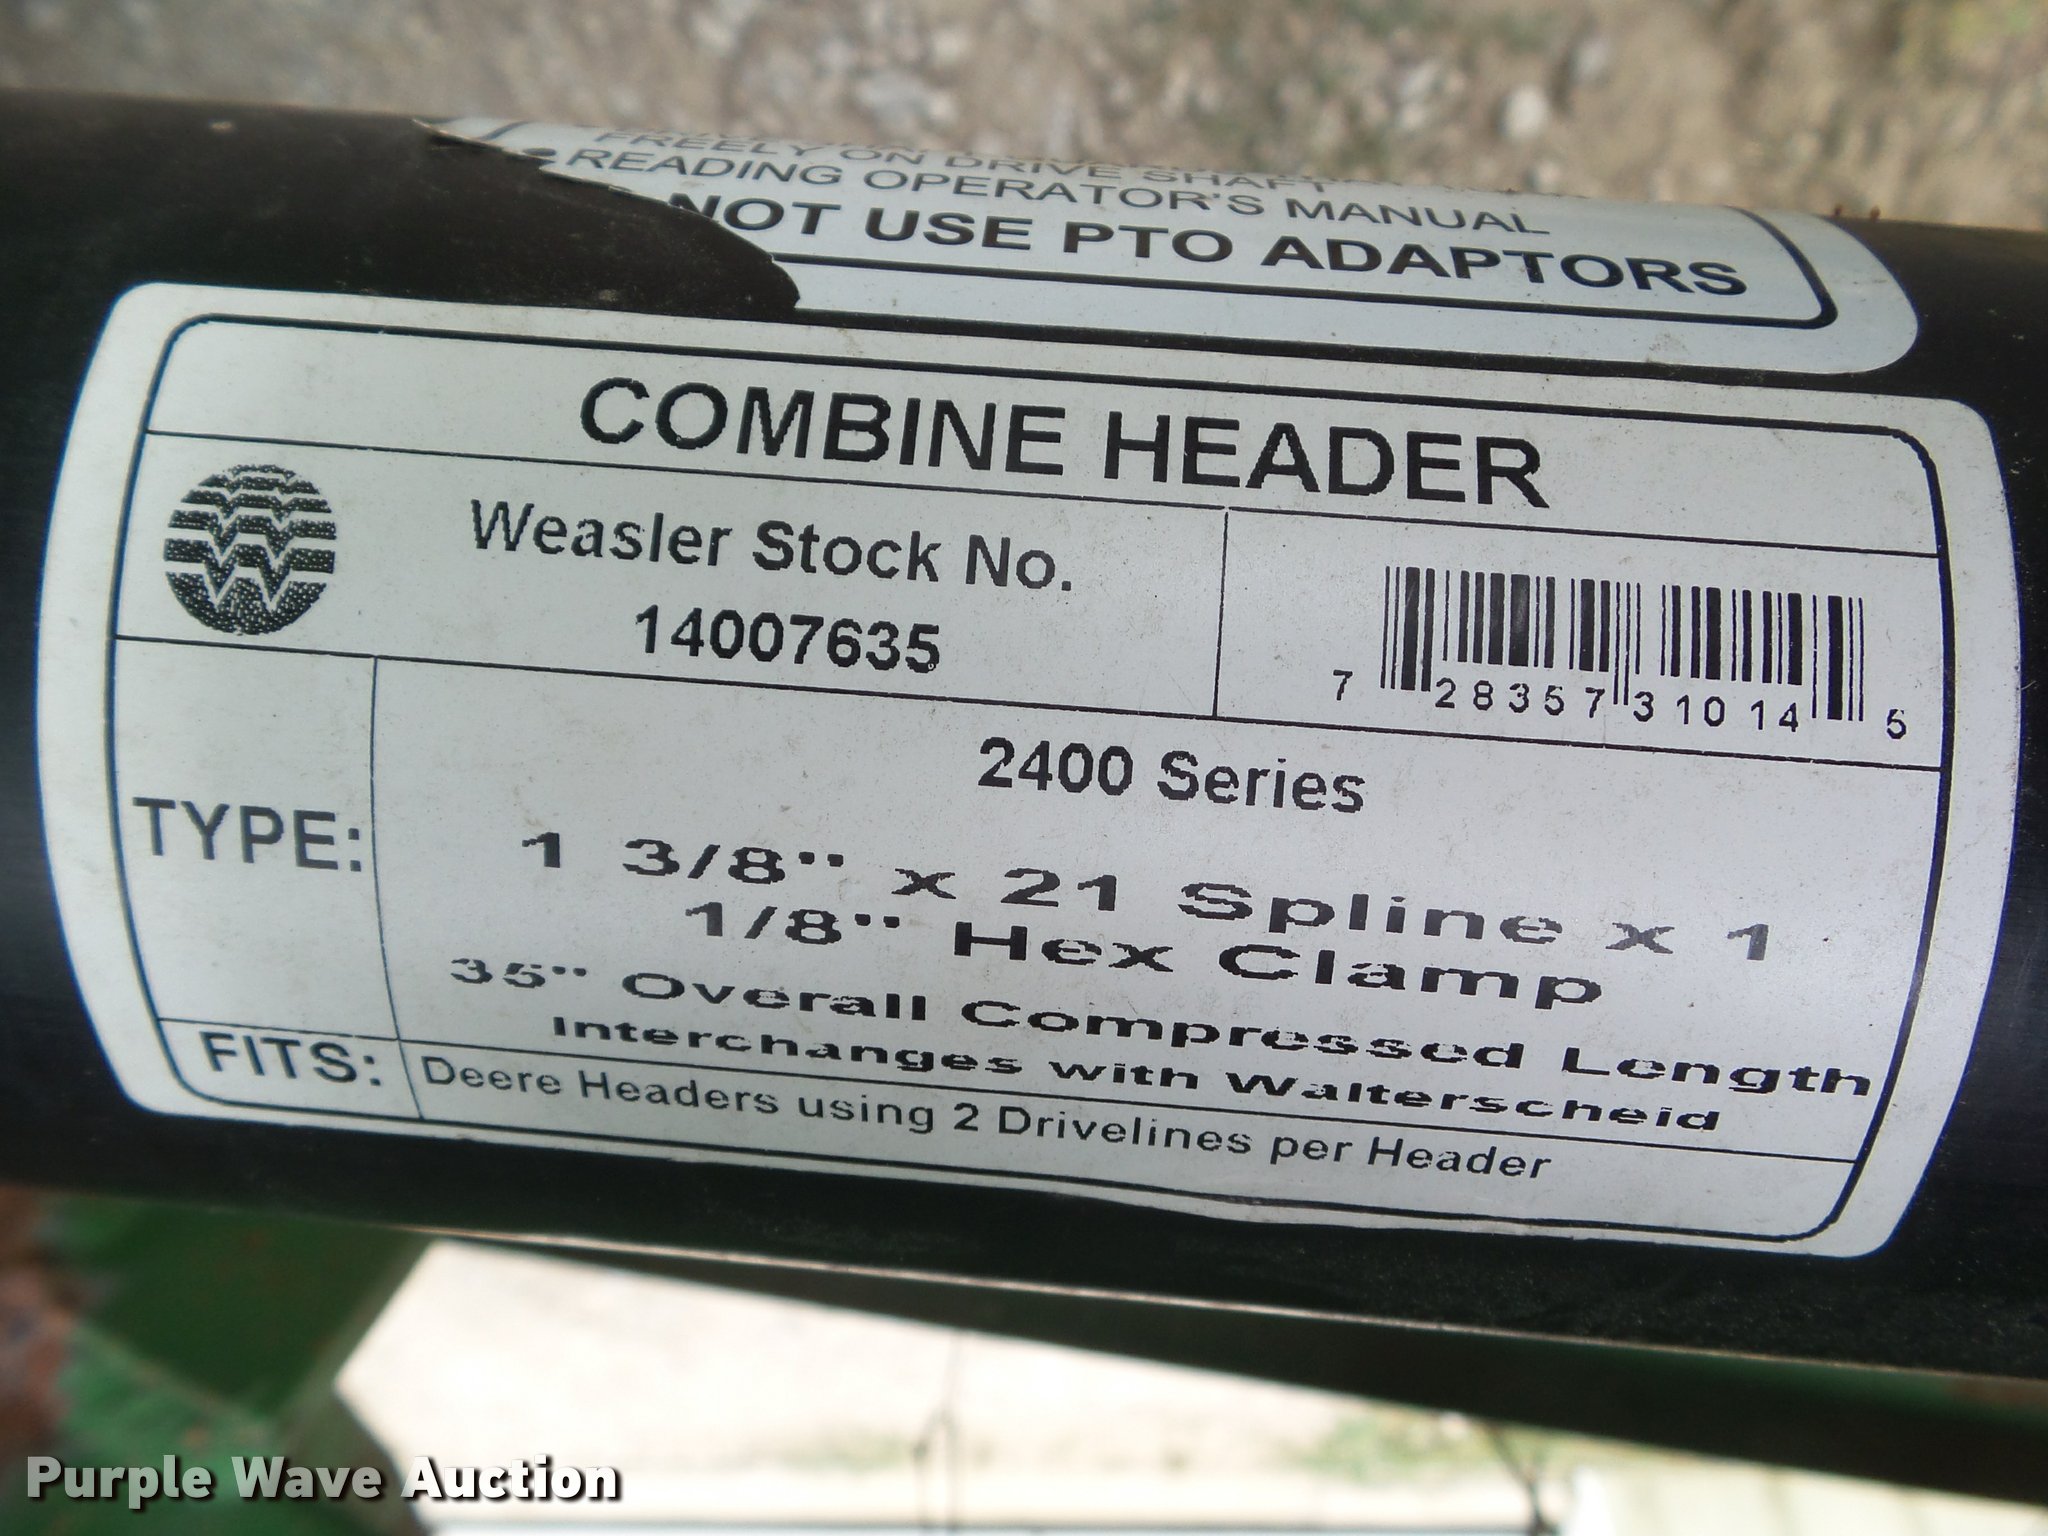 FREELY ON DRIVE SHAFT
READING OPERATOR'S MANUAL
NOT USE PTO ADAPTORS
COMBINE HEADER
Weasler Stock No.
14007635
7 28357 31014 5
TYPE:
2400 Series
1 3/8" x 21 Spline x 1
1/8" Hex Clamp
35" Overall Compressed Length
Interchanges with Walterscheid
FITS:
Deere Headers using 2 Drivelines per Header
Purple Wave Auction